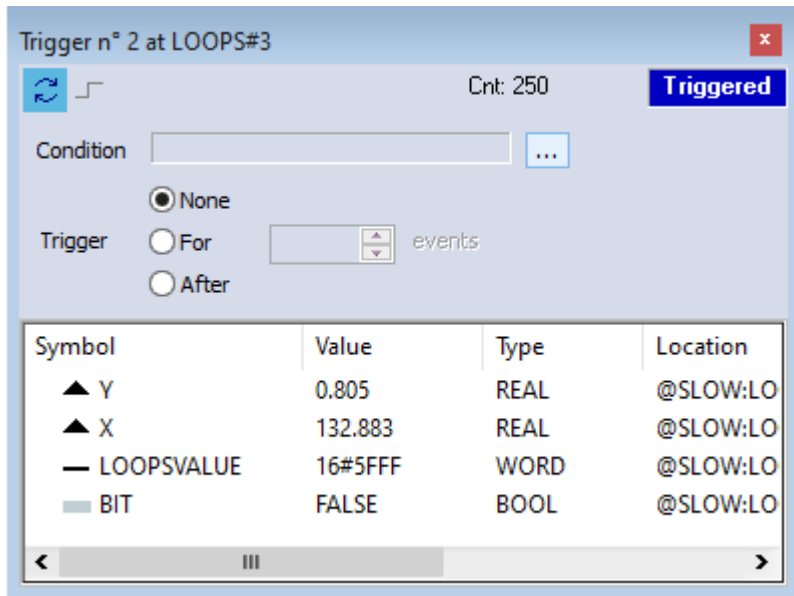 Trigger n° 2 at LOOPS#3
Cnt: 250 Triggered
Condition ...
None
Trigger For events
After
Symbol Value Type Location
Y 0.805 REAL @SLOW:LO
X 132.883 REAL @SLOW:LO
LOOPSVALUE 16#5FFF WORD @SLOW:LO
BIT FALSE BOOL @SLOW:LO